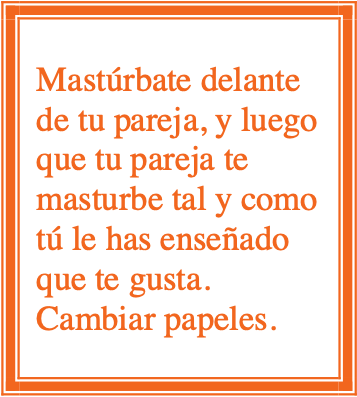 Mastúrbate delante
de tu pareja, y luego
que tu pareja te
masturbe tal y como
tú le has enseñado
que te gusta.
Cambiar papeles.